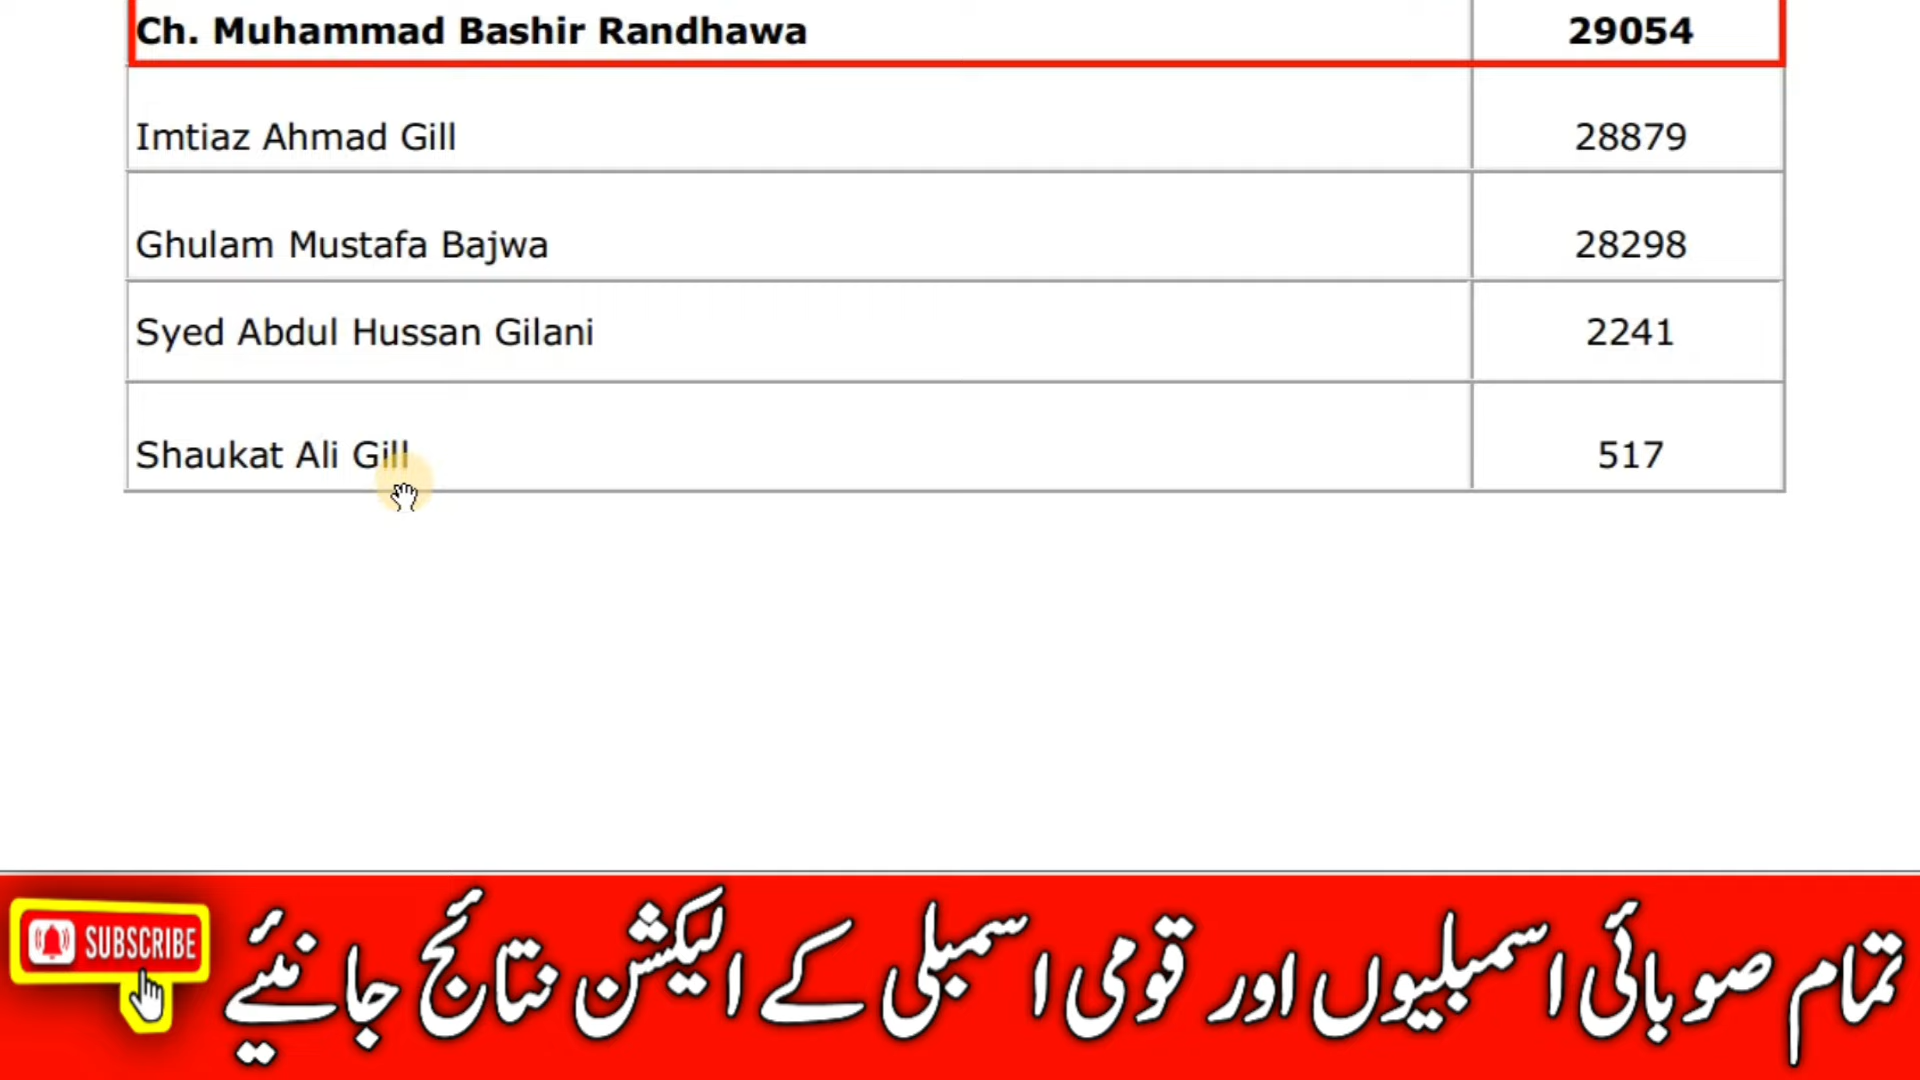 Ch. Muhammad Bashir Randhawa 29054
Imtiaz Ahmad Gill 28879
Ghulam Mustafa Bajwa 28298
Syed Abdul Hussan Gilani 2241
Shaukat Ali Gill 517
SUBSCRIBE
تمام صوبائی اسمبلیوں اور قومی اسمبلی کے الیکشن نتائج جانئیے